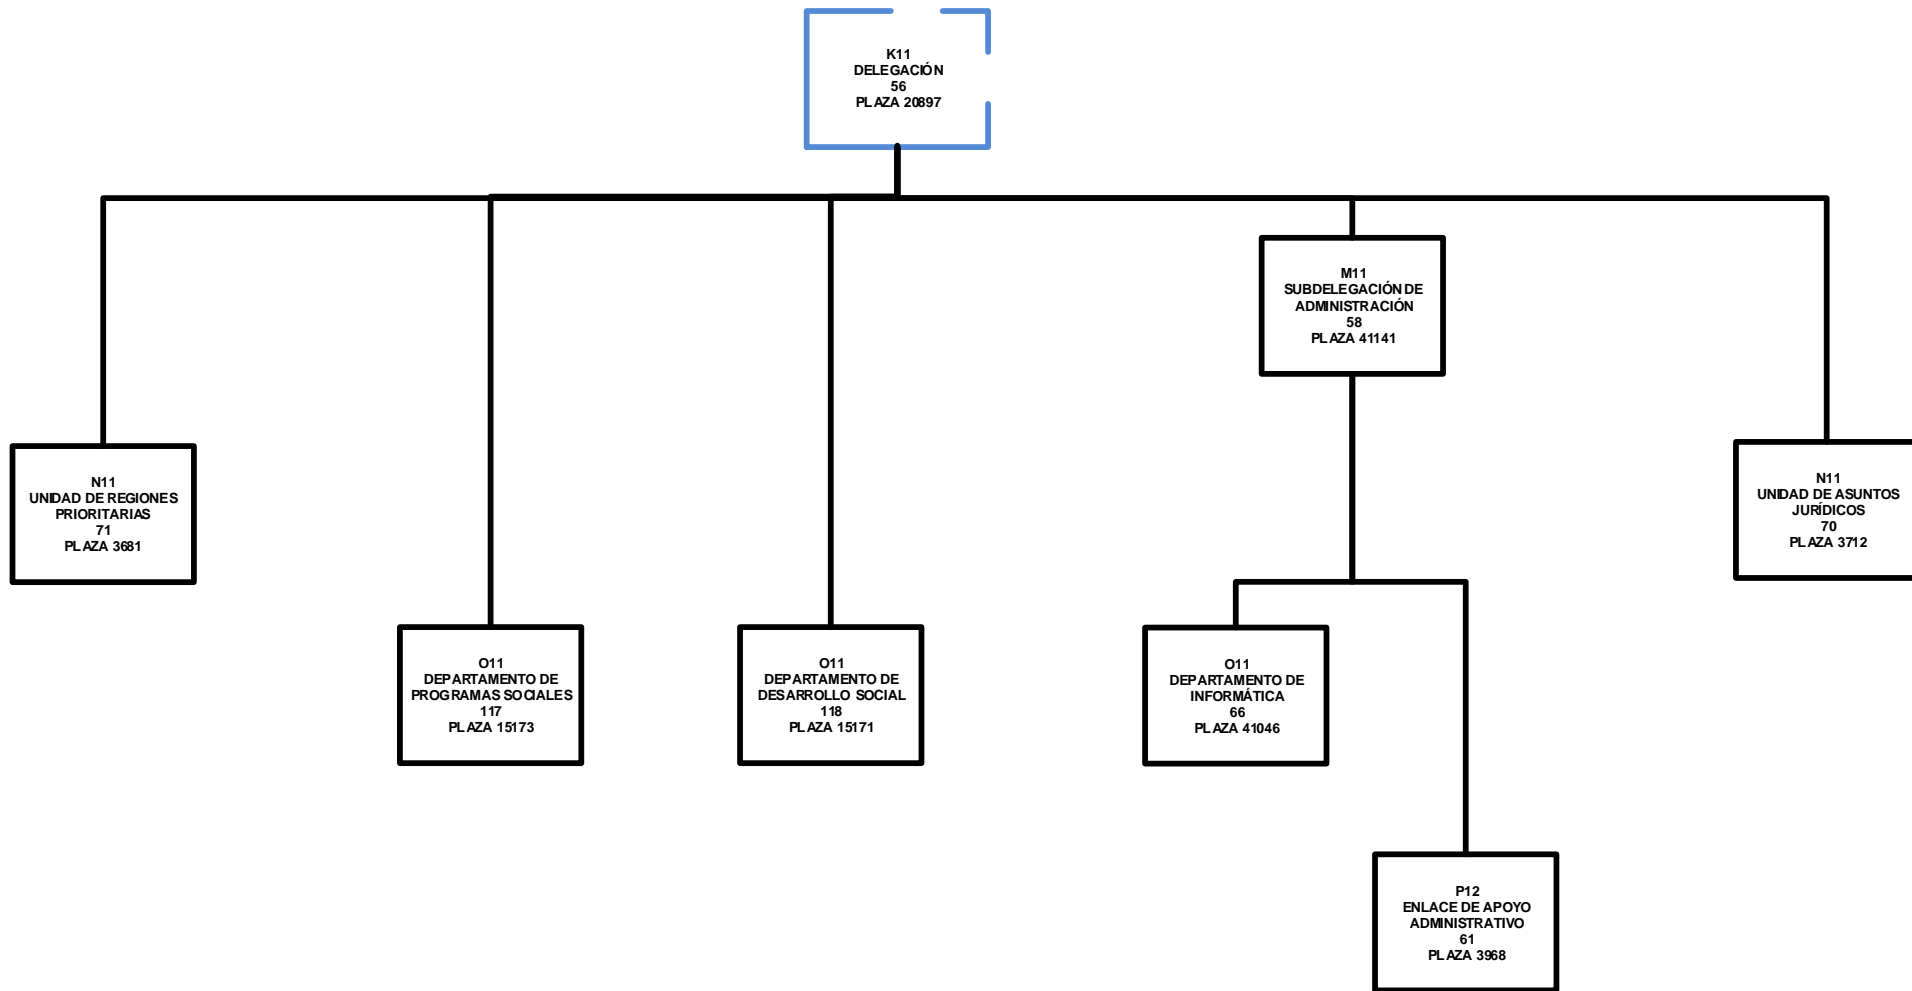 K11
DELEGACIÓN
56
PLAZA 20897
M11
SUBDELEGACIÓN DE
ADMINISTRACIÓN
58
PLAZA 41141
N11
UNIDAD DE REGIONES
PRIORITARIAS
71
PLAZA 3681
N11
UNIDAD DE ASUNTOS
JURÍDICOS
70
PLAZA 3712
O11
DEPARTAMENTO DE
PROGRAMAS SOCIALES
117
PLAZA 15173
O11
DEPARTAMENTO DE
DESARROLLO SOCIAL
118
PLAZA 15171
O11
DEPARTAMENTO DE
INFORMÁTICA
66
PLAZA 41046
P12
ENLACE DE APOYO
ADMINISTRATIVO
61
PLAZA 3968